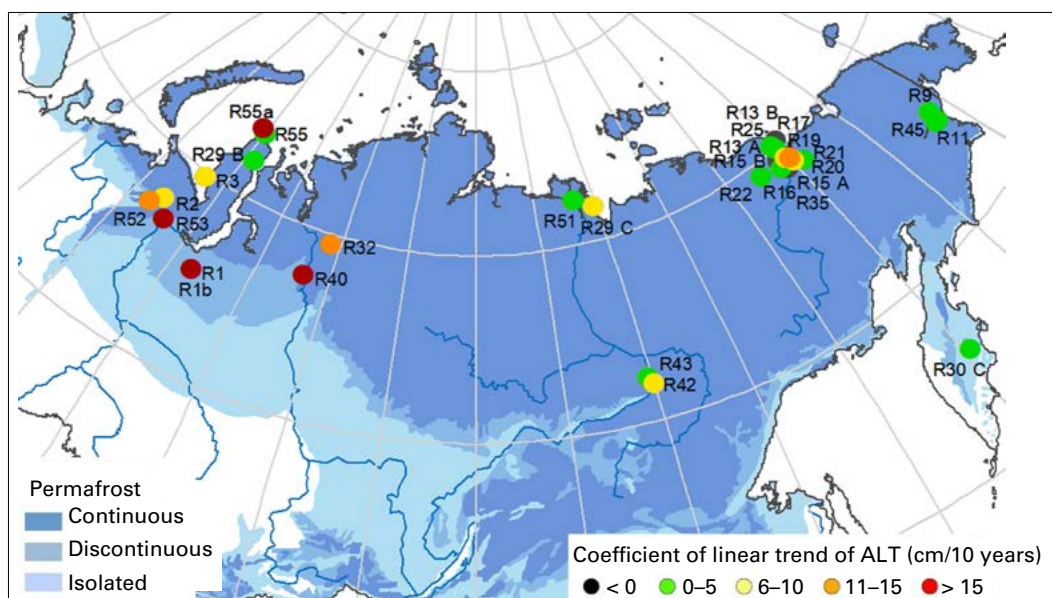 R55a
R55
R29 B
R3
R2
R52
R53
R1
R1b
R32
R40
R51
R29 C
R43
R42
R13 B
R17
R25
R19
R13 A
R21
R15 B
R20
R22
R16
R15 A
R35
R9
R45/
R11
R30 C
Permafrost
Continuous
Discontinuous
Isolated
Coefficient of linear trend of ALT (cm/10 years)
< 0 0–5 6–10 11–15 > 15